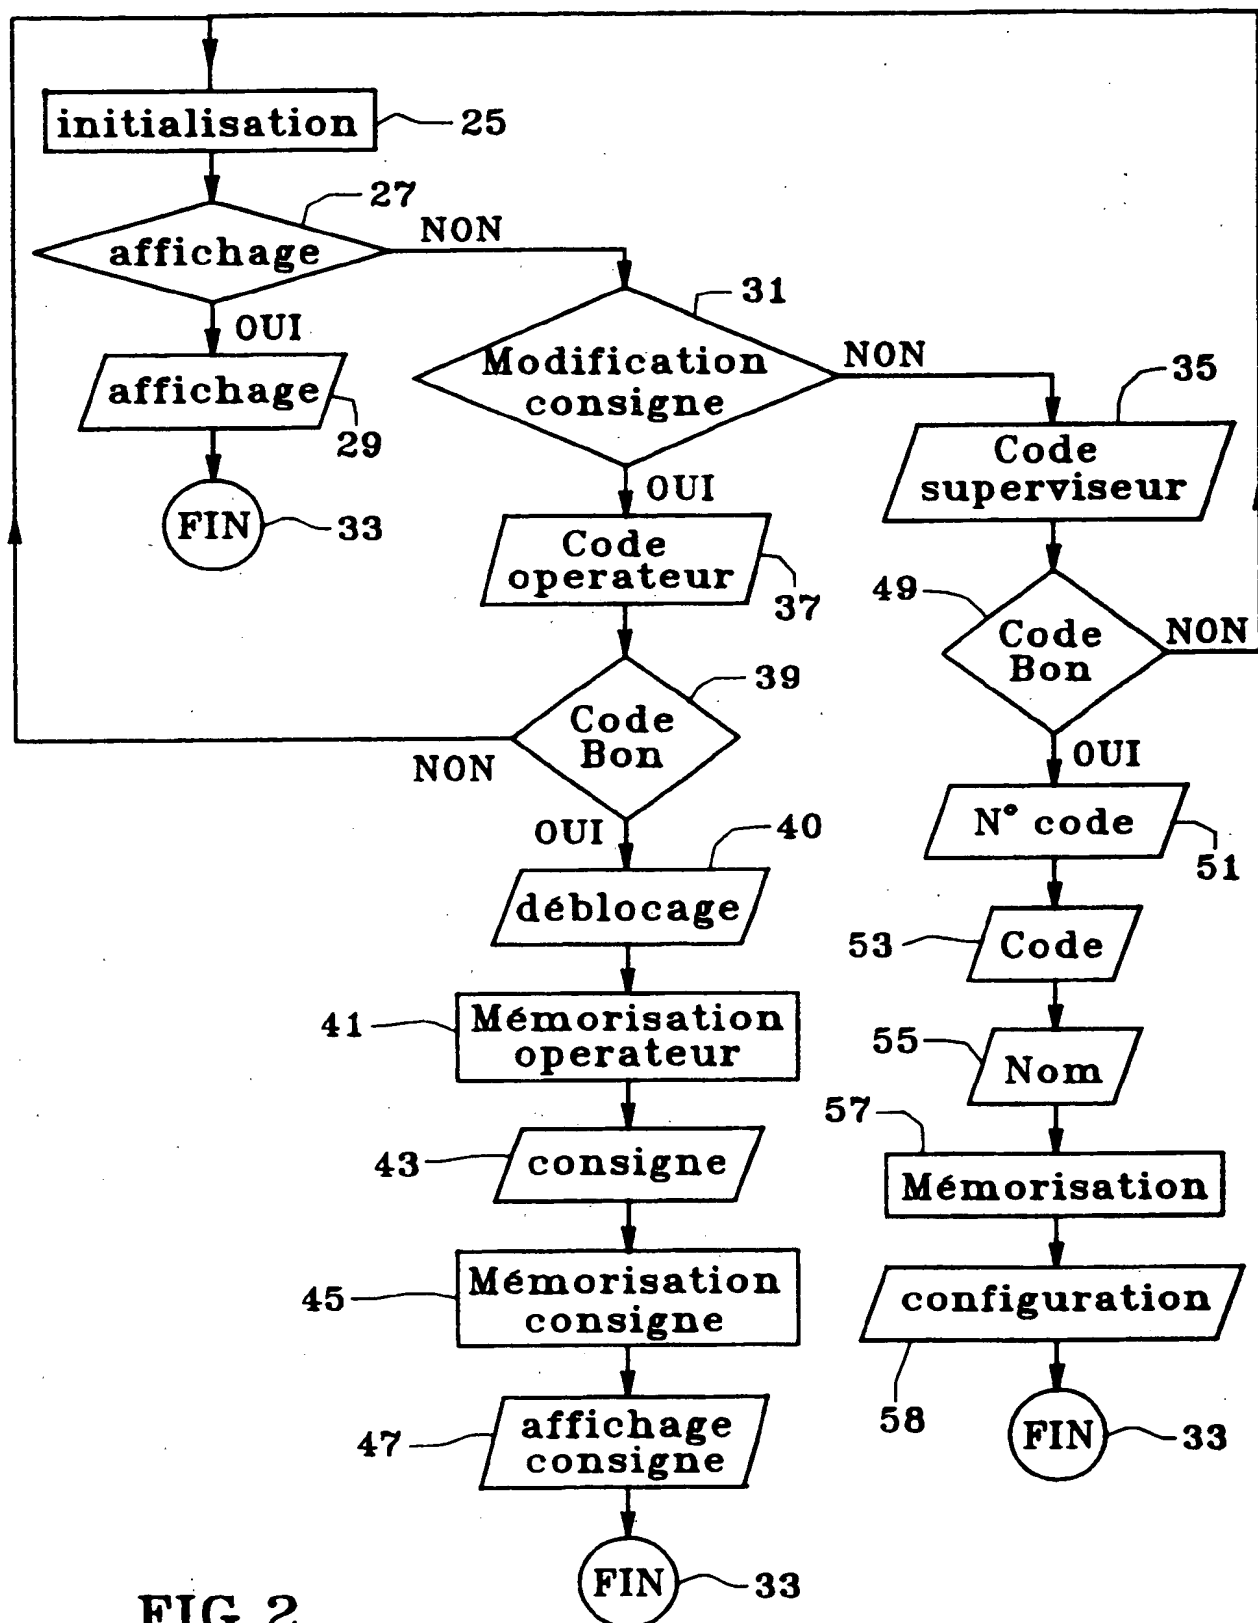 initialisation
25
27
affichage
NON
OUI
affichage
29
FIN
33
31
Modification
consigne
NON
OUI
35
Code
superviseur
Code
operateur
37
49
Code
Bon
NON
39
Code
Bon
NON
OUI
OUI
N° code
51
40
déblocage
53
Code
41
Mémorisation
operateur
55
Nom
57
Mémorisation
43
consigne
45
Mémorisation
consigne
configuration
58
47
affichage
consigne
FIN
33
FIN
33
FIG 2